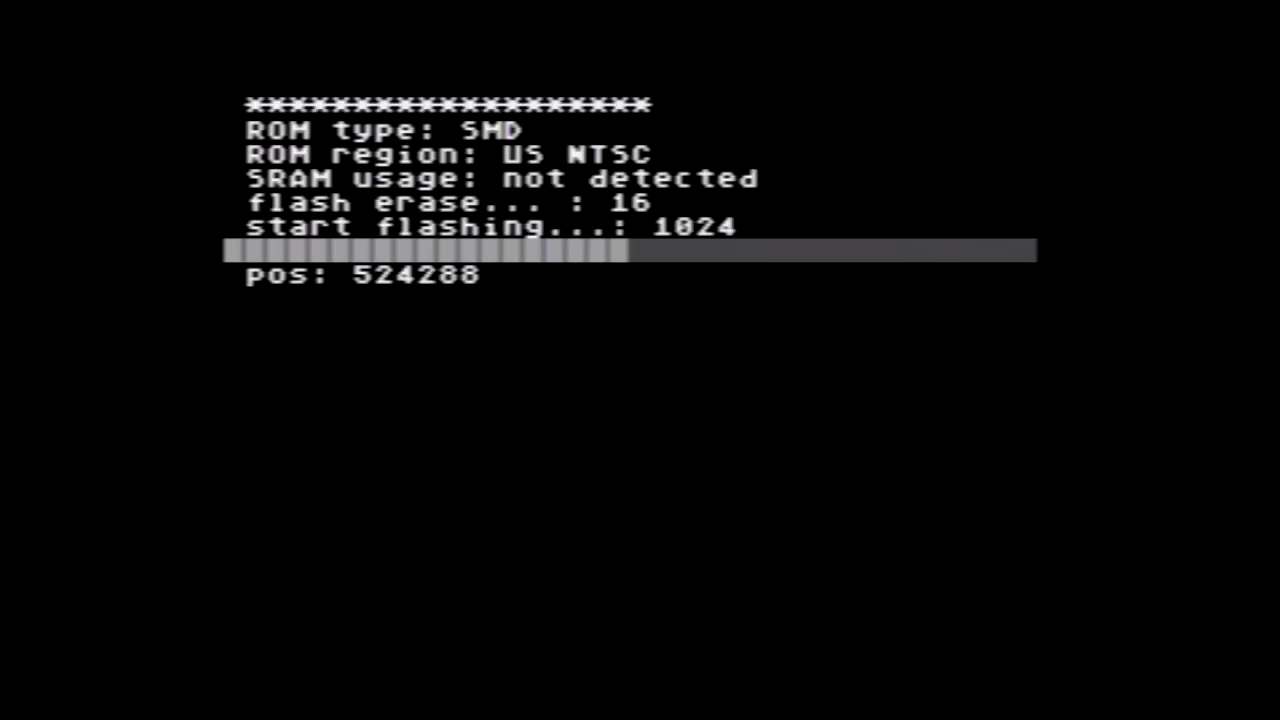 *******************
ROM type: SMD
ROM region: US NTSC
SRAM usage: not detected
flash erase... : 16
start flashing...: 1024
pos: 524288